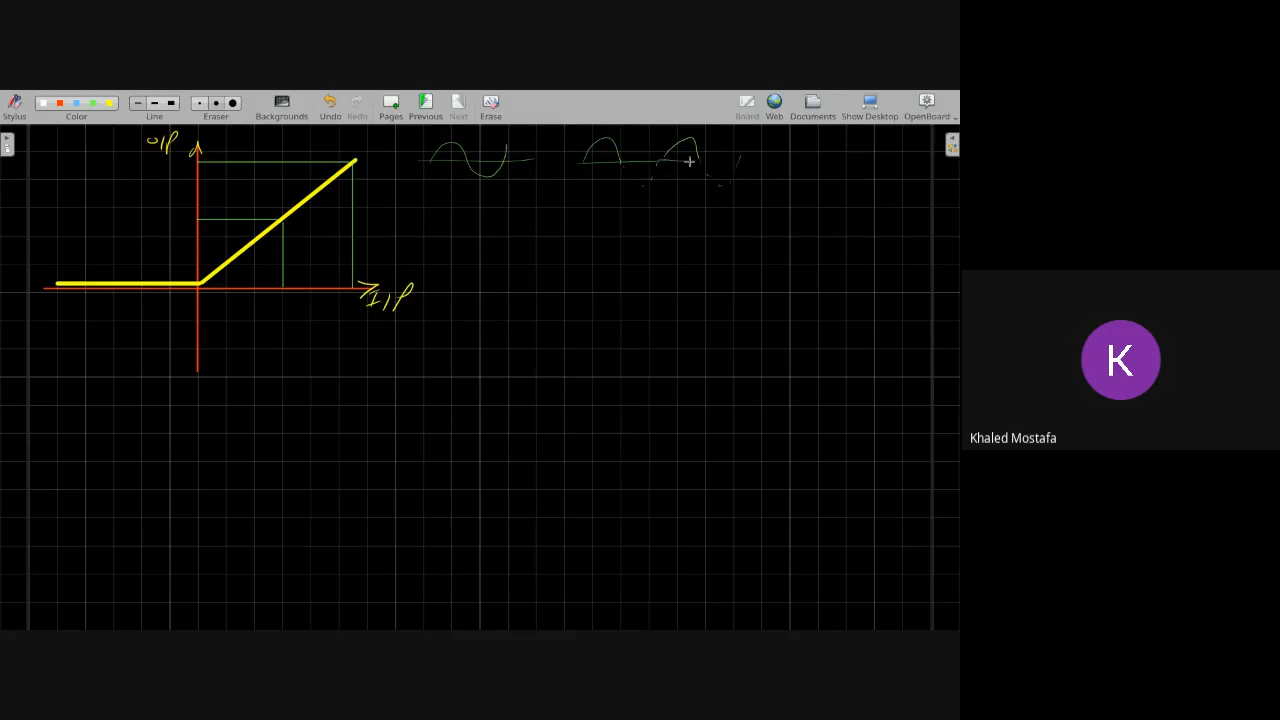 Stylus Color Line Eraser Backgrounds Undo Redo Pages Previous Next Erase Board Web Documents Show Desktop OpenBoard
O/P
I/P
K
Khaled Mostafa